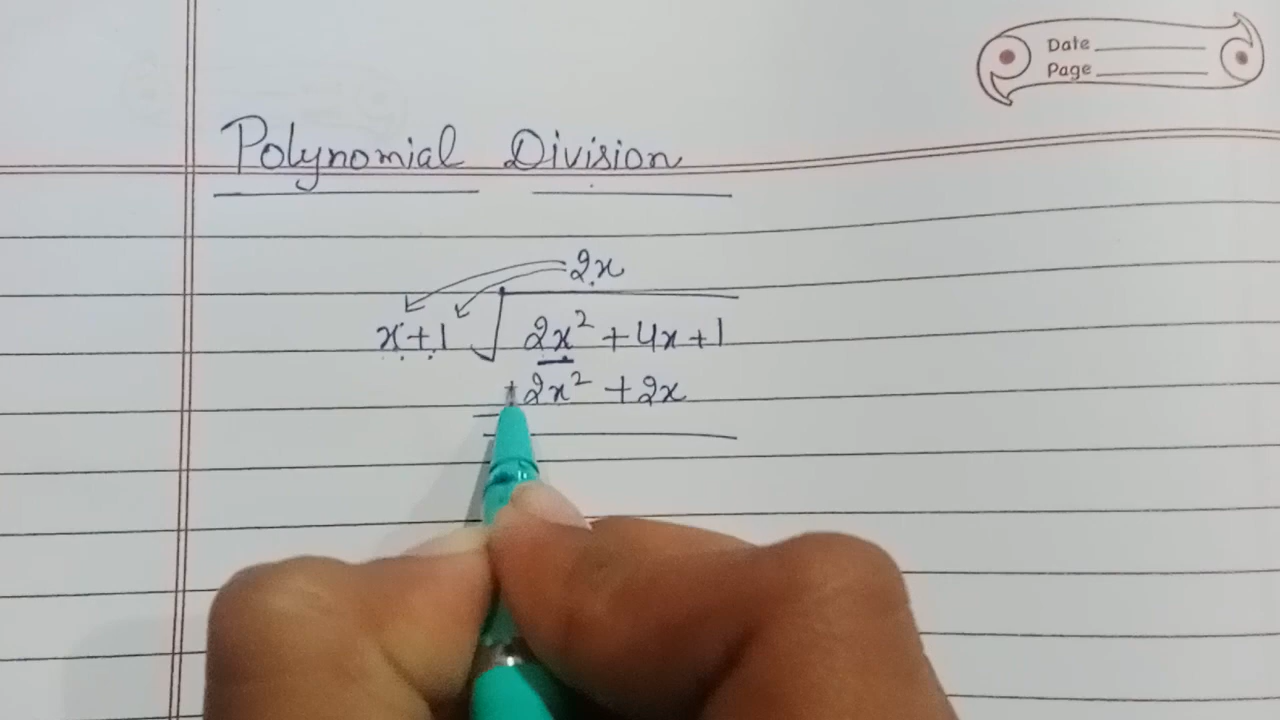 Date
Page
Polynomial Division
2x
x+1 √ 2x² + 4x + 1
+2x² + 2x